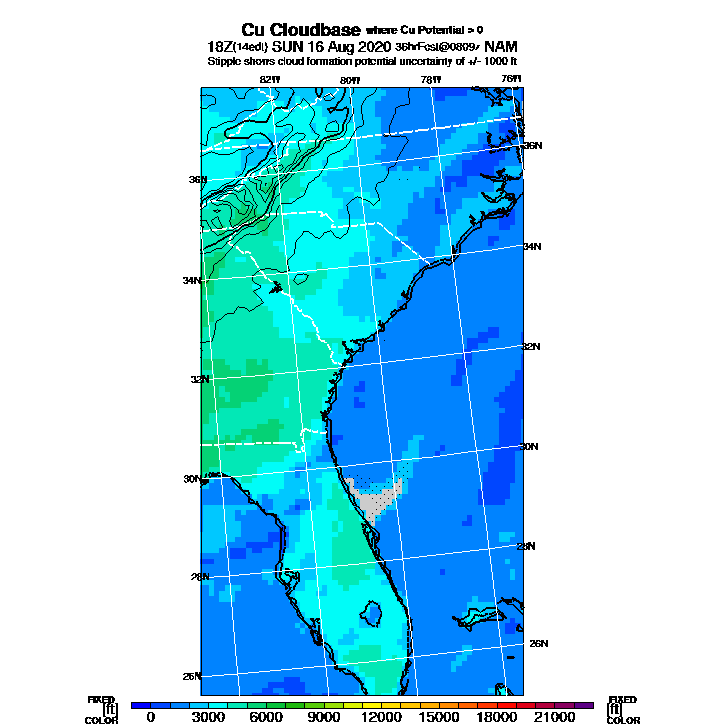 Cu Cloudbase where Cu Potential > 0
18Z(14edt) SUN 16 Aug 2020 36hrFcst@0809z NAM
Stipple shows cloud formation potential uncertainty of +/- 1000 ft
82W 80W 78W 76W
36N
36N
34N
34N
32N
32N
30N
30N
28N
28N
26N
26N
FIXED FIXED
[ft] [ft]
COLOR COLOR
0 3000 6000 9000 12000 15000 18000 21000